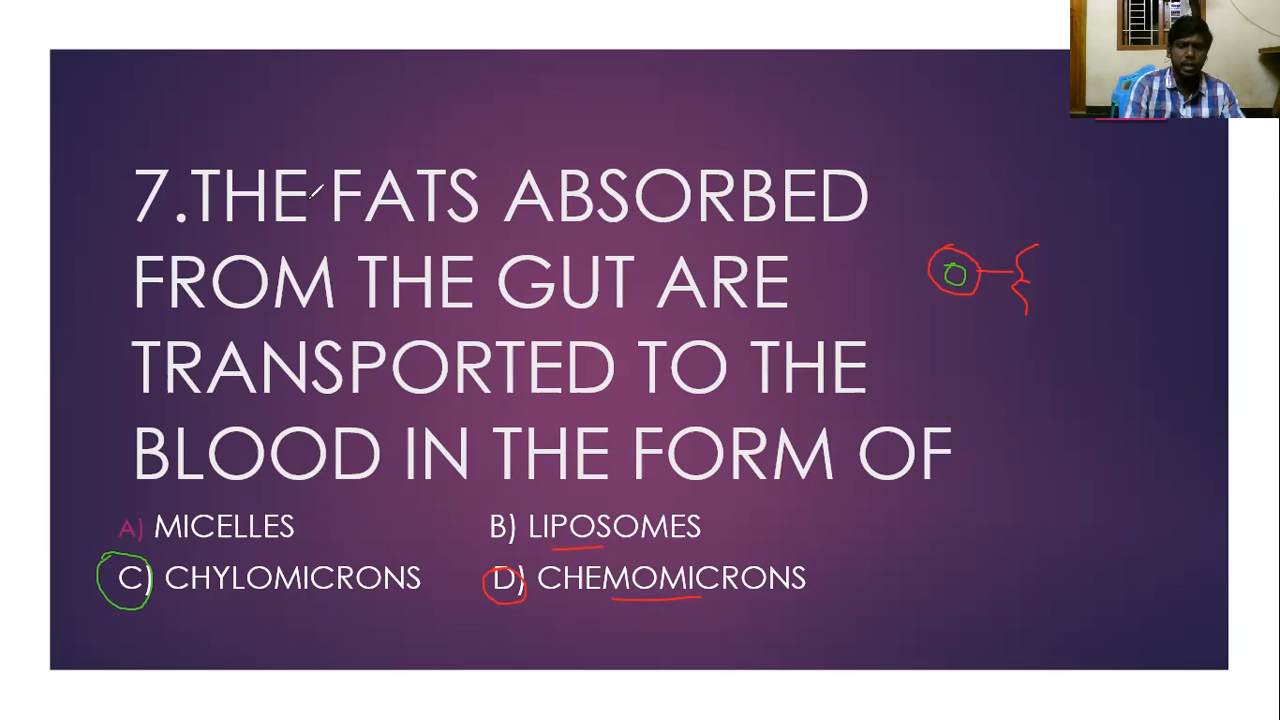 7.THE FATS ABSORBED
FROM THE GUT ARE
TRANSPORTED TO THE
BLOOD IN THE FORM OF
A) MICELLES B) LIPOSOMES
C) CHYLOMICRONS D) CHEMOMICRONS